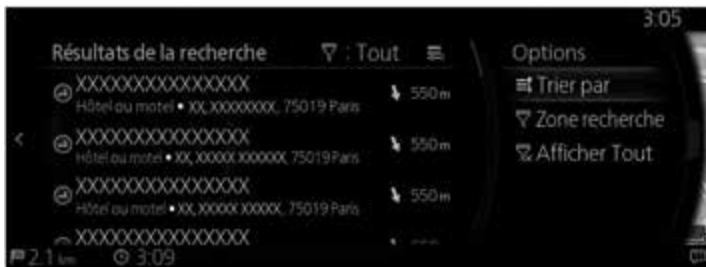 3:05
Résultats de la recherche : Tout
XXXXXXXXXXXXXXX
Hôtel ou motel • XX, XXXXXXXX, 75019 Paris
550 m
XXXXXXXXXXXXXXX
Hôtel ou motel • XX, XXXXX XXXXXX, 75019 Paris
550 m
XXXXXXXXXXXXXXX
Hôtel ou motel • XX, XXXXX XXXXX, 75019 Paris
550 m
XXXXXXXXXXXXXXX
Options
Trier par
Zone recherche
Afficher Tout
2.1 km
3:09